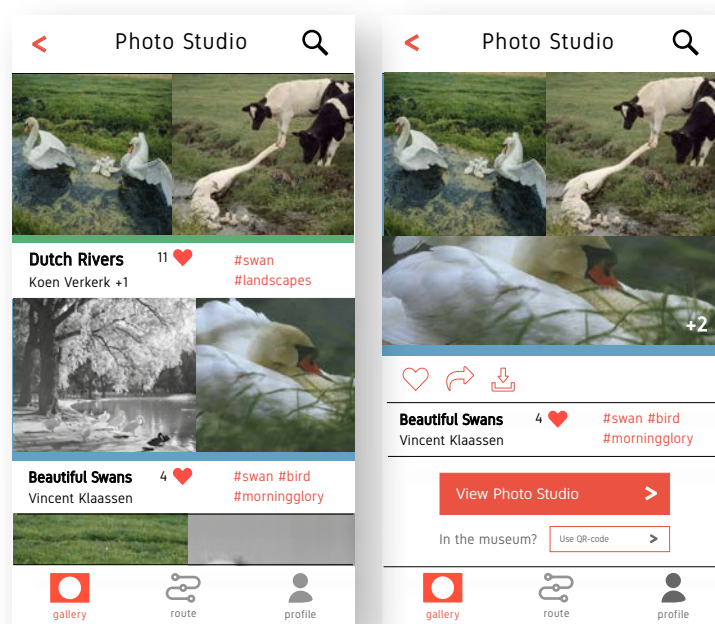 < Photo Studio
Dutch Rivers 11 #swan
Koen Verkerk +1 #landscapes
Beautiful Swans 4 #swan #bird
Vincent Klaassen #morningglory
gallery route profile
< Photo Studio
+2
Beautiful Swans 4 #swan #bird
Vincent Klaassen #morningglory
View Photo Studio >
In the museum? Use QR-code >
gallery route profile